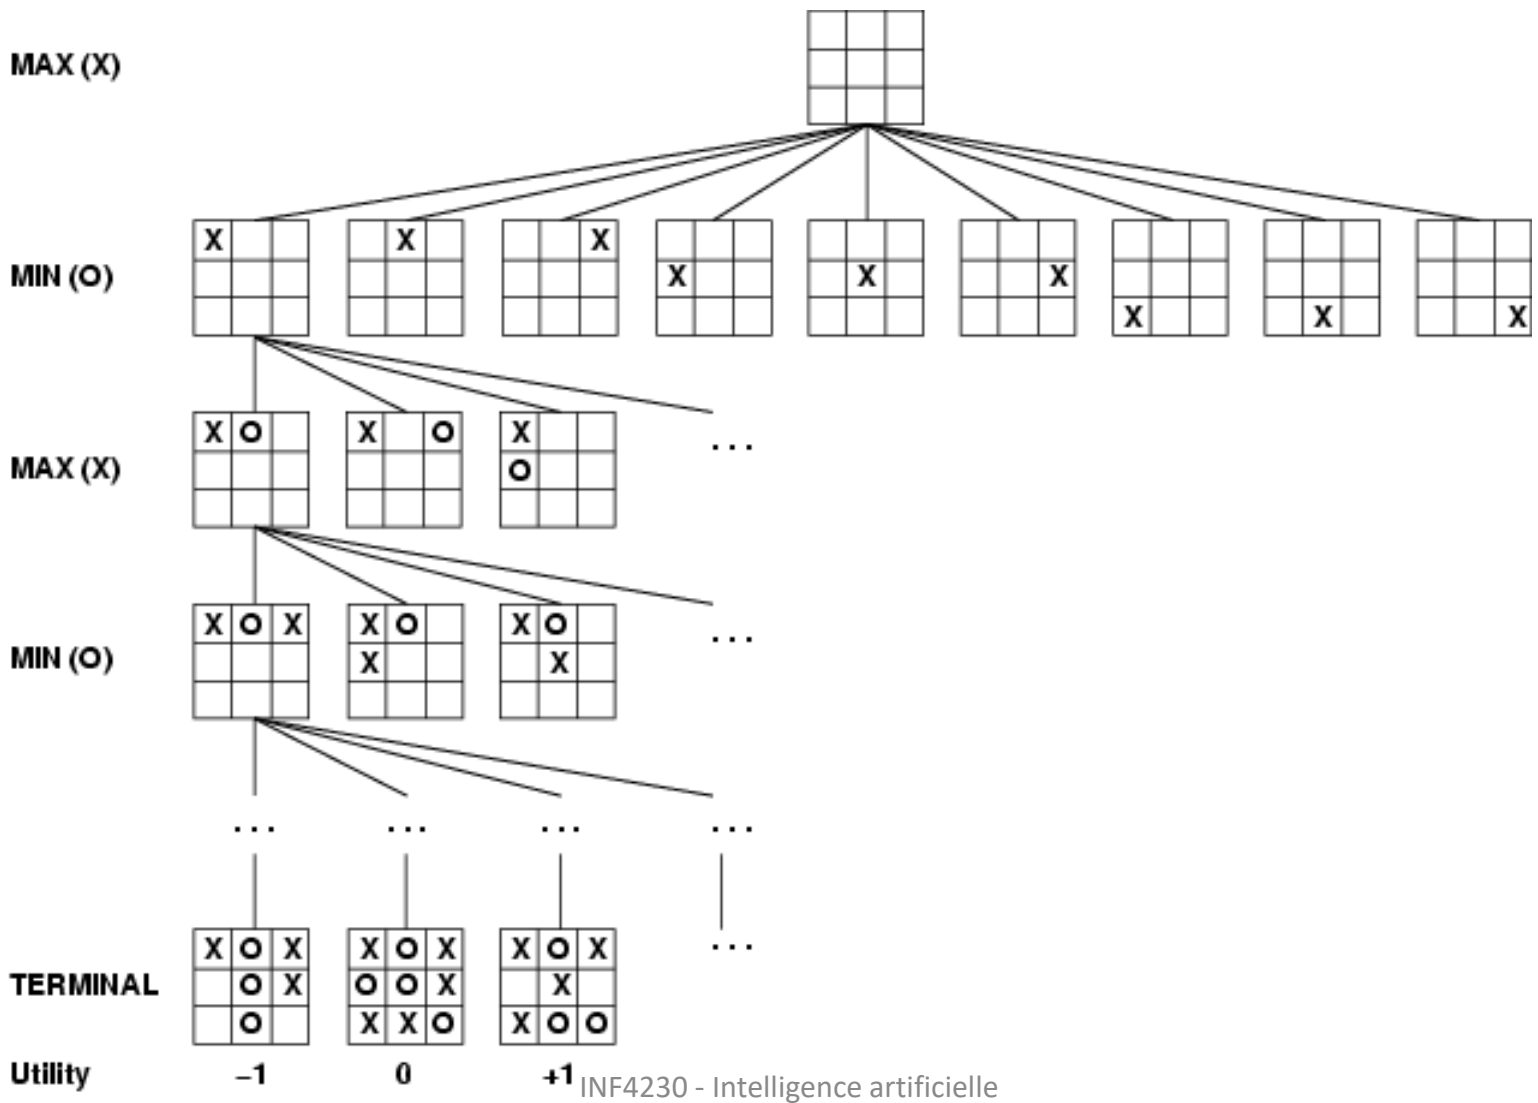 MAX (X)
X X X X X X X X X
MIN (O)
X O X O X
MAX (X) ...
O
X O X X O X O
MIN (O) X X ...
... ... ... ...
X O X X O X X O X ...
TERMINAL O X O O X X
O X X O X O O
Utility –1 0 +1
INF4230 - Intelligence artificielle